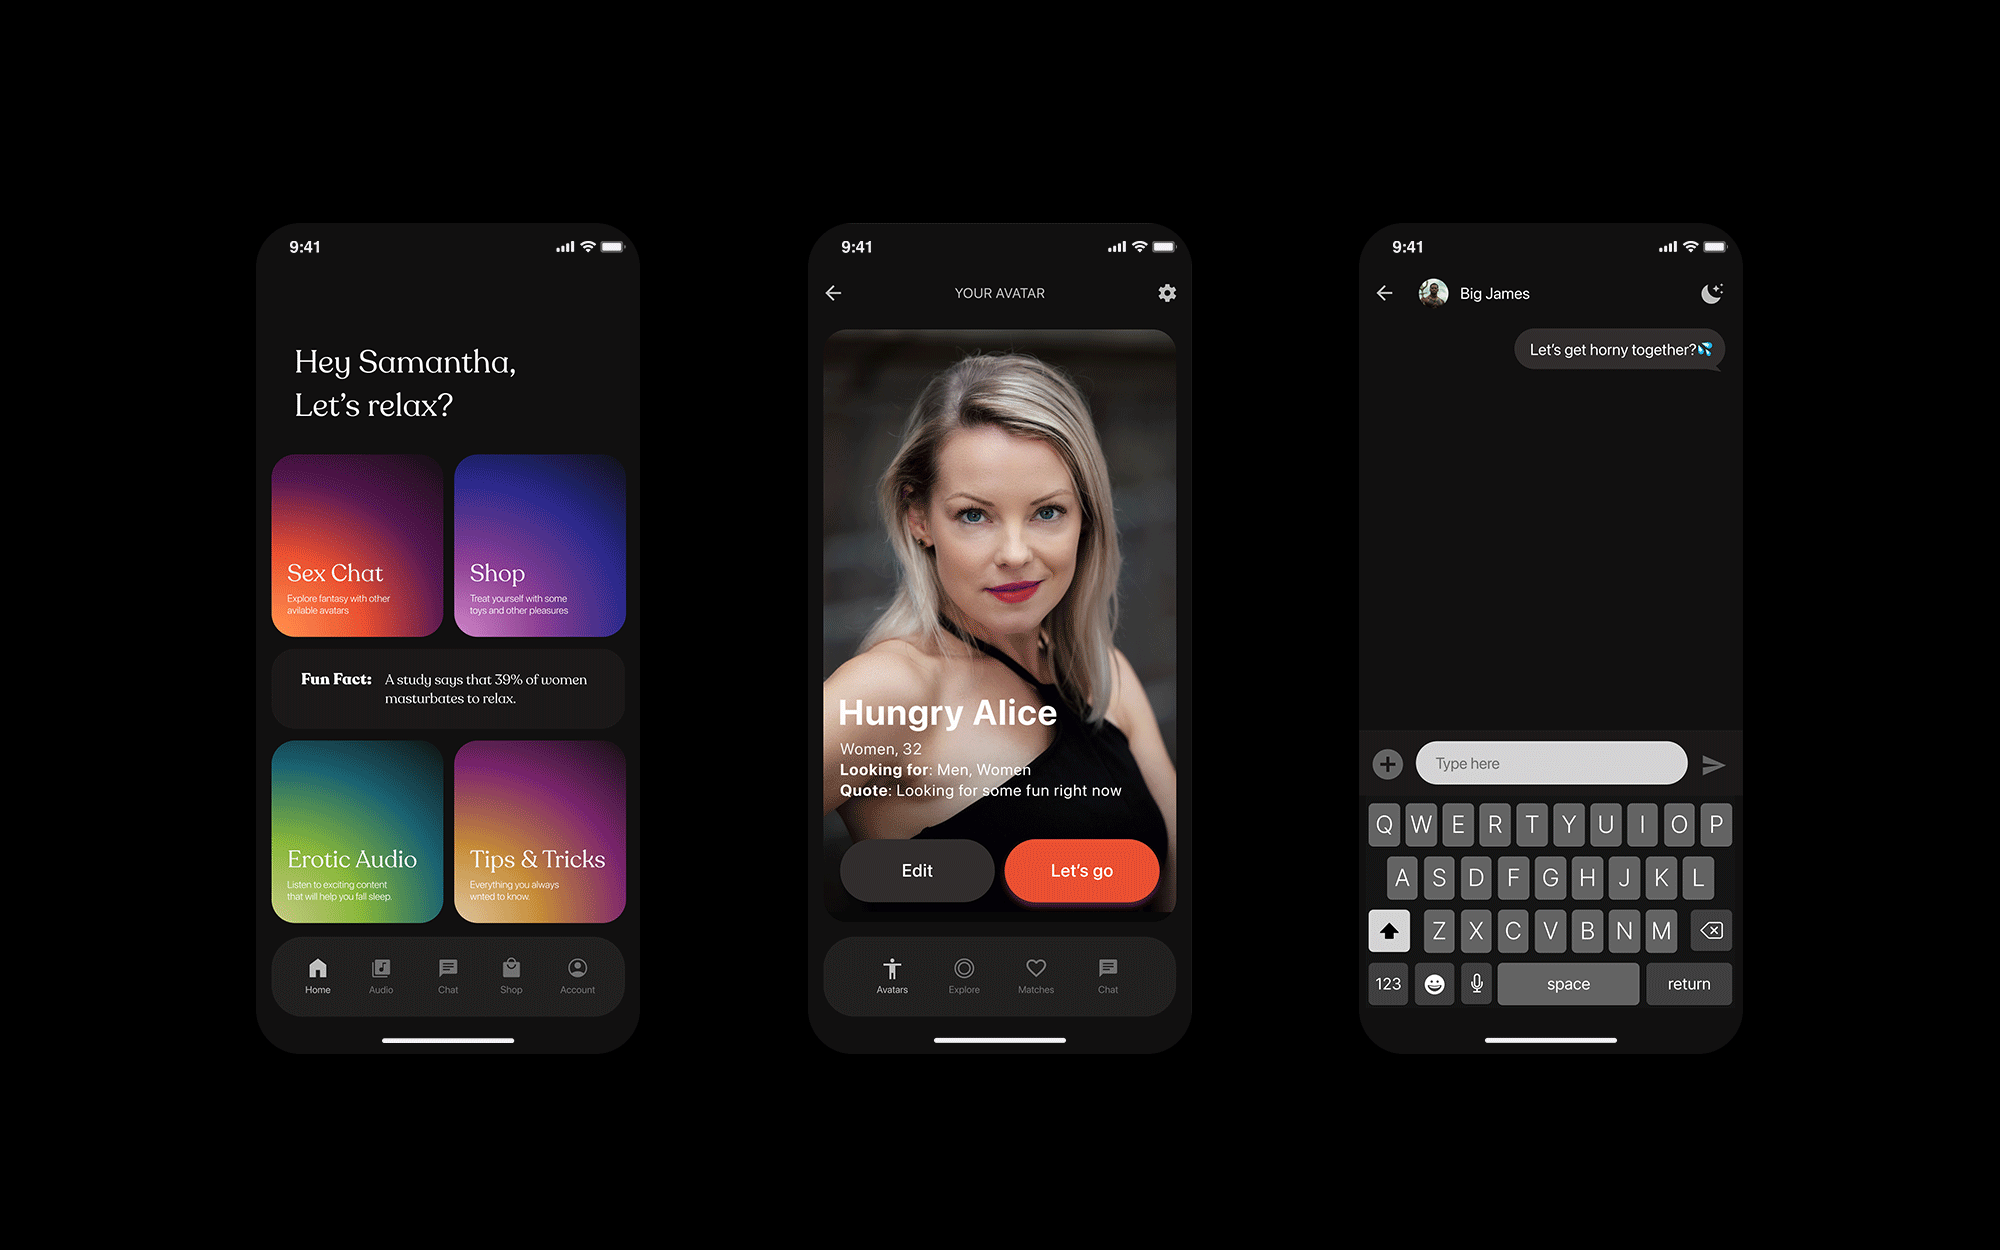 9:41
Hey Samantha,
Let's relax?
Sex Chat
Explore fantasy with other
avilable avatars
Shop
Treat yourself with some
toys and other pleasures
Fun Fact: A study says that 39% of women
masturbates to relax.
Erotic Audio
Listen to exciting content
that will help you fall sleep.
Tips & Tricks
Everything you always
wnted to know.
Home Audio Chat Shop Account
9:41
YOUR AVATAR
Hungry Alice
Women, 32
Looking for: Men, Women
Quote: Looking for some fun right now
Edit Let's go
Avatars Explore Matches Chat
9:41
Big James
Let's get horny together?💦
Type here
Q W E R T Y U I O P
A S D F G H J K L
Z X C V B N M
123 space return